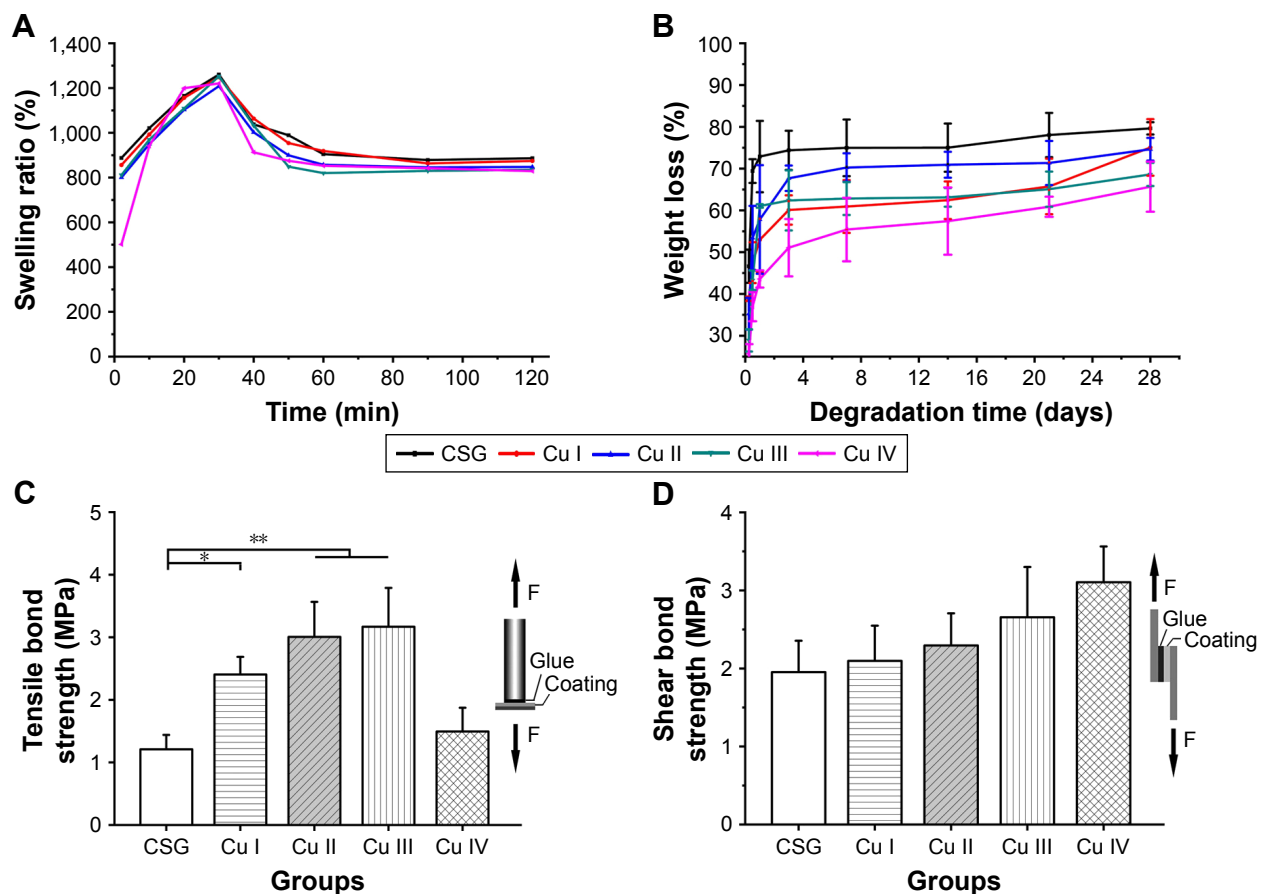 A
Swelling ratio (%)
1,400
1,200
1,000
800
600
400
200
0
0 20 40 60 80 100 120
Time (min)
B
Weight loss (%)
100
90
80
70
60
50
40
30
0 4 8 12 16 20 24 28
Degradation time (days)
CSG Cu I Cu II Cu III Cu IV
C
Tensile bond
strength (MPa)
5
4
3
2
1
0
*
**
CSG Cu I Cu II Cu III Cu IV
Groups
F
Glue
Coating
F
D
Shear bond
strength (MPa)
4
3
2
1
0
CSG Cu I Cu II Cu III Cu IV
Groups
F
Glue
Coating
F